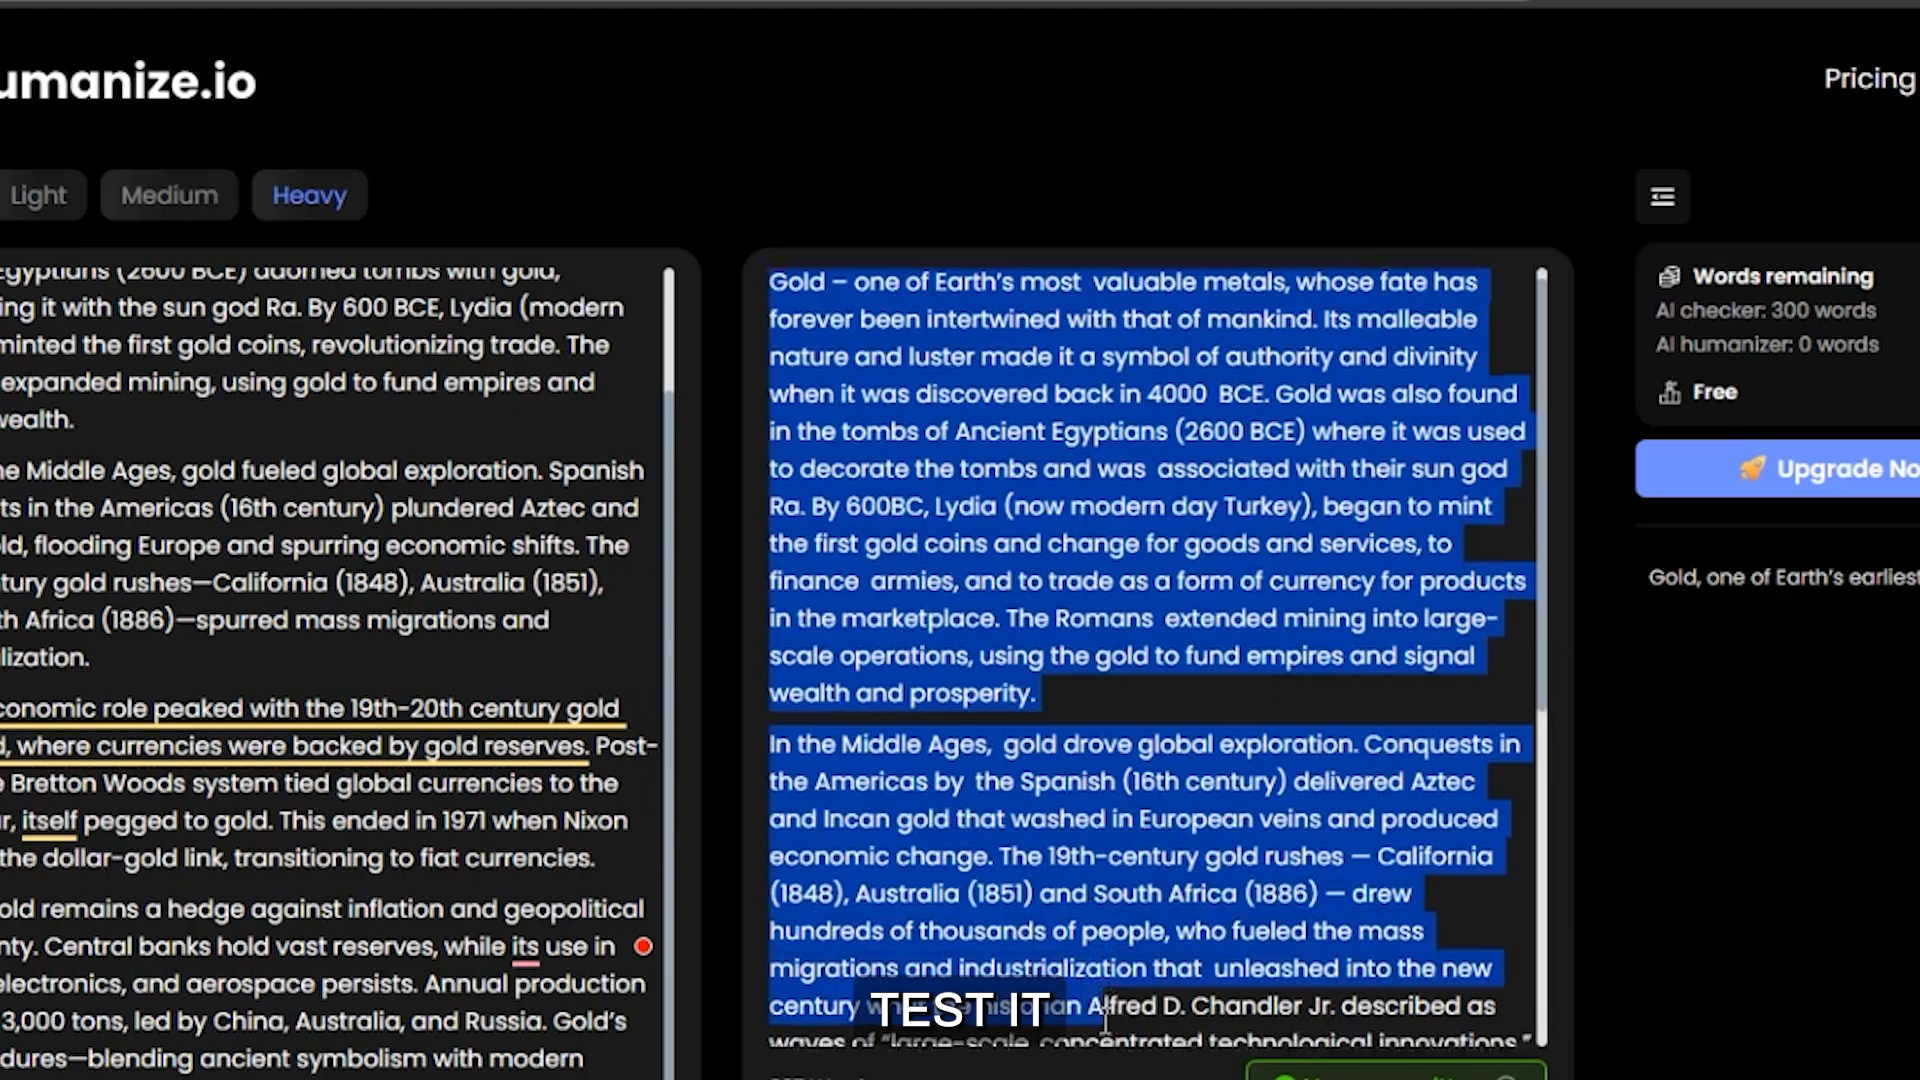 umanize.io
Pricing
Light
Medium
Heavy
Egyptians (2600 BCE) adorned tombs with gold,
ing it with the sun god Ra. By 600 BCE, Lydia (modern
minted the first gold coins, revolutionizing trade. The
expanded mining, using gold to fund empires and
wealth.
he Middle Ages, gold fueled global exploration. Spanish
ts in the Americas (16th century) plundered Aztec and
ld, flooding Europe and spurring economic shifts. The
tury gold rushes—California (1848), Australia (1851),
th Africa (1886)—spurred mass migrations and
lization.
conomic role peaked with the 19th-20th century gold
d, where currencies were backed by gold reserves. Post-
e Bretton Woods system tied global currencies to the
r, itself pegged to gold. This ended in 1971 when Nixon
the dollar-gold link, transitioning to fiat currencies.
old remains a hedge against inflation and geopolitical
nty. Central banks hold vast reserves, while its use in
electronics, and aerospace persists. Annual production
3,000 tons, led by China, Australia, and Russia. Gold's
dures—blending ancient symbolism with modern
Gold – one of Earth's most valuable metals, whose fate has
forever been intertwined with that of mankind. Its malleable
nature and luster made it a symbol of authority and divinity
when it was discovered back in 4000 BCE. Gold was also found
in the tombs of Ancient Egyptians (2600 BCE) where it was used
to decorate the tombs and was associated with their sun god
Ra. By 600BC, Lydia (now modern day Turkey), began to mint
the first gold coins and change for goods and services, to
finance armies, and to trade as a form of currency for products
in the marketplace. The Romans extended mining into large-
scale operations, using the gold to fund empires and signal
wealth and prosperity.
In the Middle Ages, gold drove global exploration. Conquests in
the Americas by the Spanish (16th century) delivered Aztec
and Incan gold that washed in European veins and produced
economic change. The 19th-century gold rushes — California
(1848), Australia (1851) and South Africa (1886) — drew
hundreds of thousands of people, who fueled the mass
migrations and industrialization that unleashed into the new
century Alfred D. Chandler Jr. described as
waves of "large-scale, concentrated technological innovations."
TEST IT
Words remaining
AI checker: 300 words
AI humanizer: 0 words
Free
Upgrade No
Gold, one of Earth's earliest